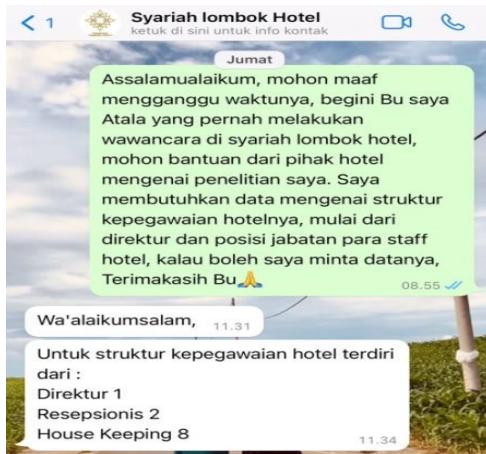 1
Syariah lombok Hotel
ketuk di sini untuk info kontak
Jumat
Assalamualaikum, mohon maaf
mengganggu waktunya, begini Bu saya
Atala yang pernah melakukan
wawancara di syariah lombok hotel,
mohon bantuan dari pihak hotel
mengenai penelitian saya. Saya
membutuhkan data mengenai struktur
kepegawaian hotelnya, mulai dari
direktur dan posisi jabatan para staff
hotel, kalau boleh saya minta datanya,
Terimakasih Bu🙏
08.55
Wa'alaikumsalam,
11.31
Untuk struktur kepegawaian hotel terdiri
dari :
Direktur 1
Resepsionis 2
House Keeping 8
11.34